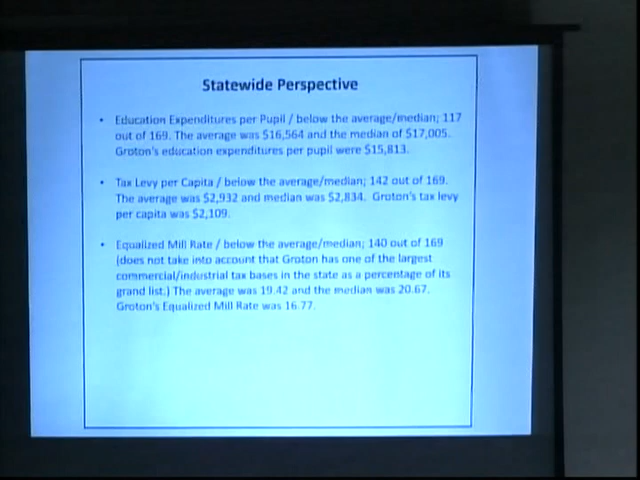 Statewide Perspective
• Education Expenditures per Pupil / below the average/median; 117
out of 169. The average was $16,564 and the median of $17,005.
Groton's education expenditures per pupil were $15,813.
• Tax Levy per Capita / below the average/median; 142 out of 169.
The average was $2,932 and median was $2,834. Groton's tax levy
per capita was $2,109.
• Equalized Mill Rate / below the average/median; 140 out of 169
(does not take into account that Groton has one of the largest
commercial/industrial tax bases in the state as a percentage of its
grand list.) The average was 19.42 and the median was 20.67.
Groton's Equalized Mill Rate was 16.77.